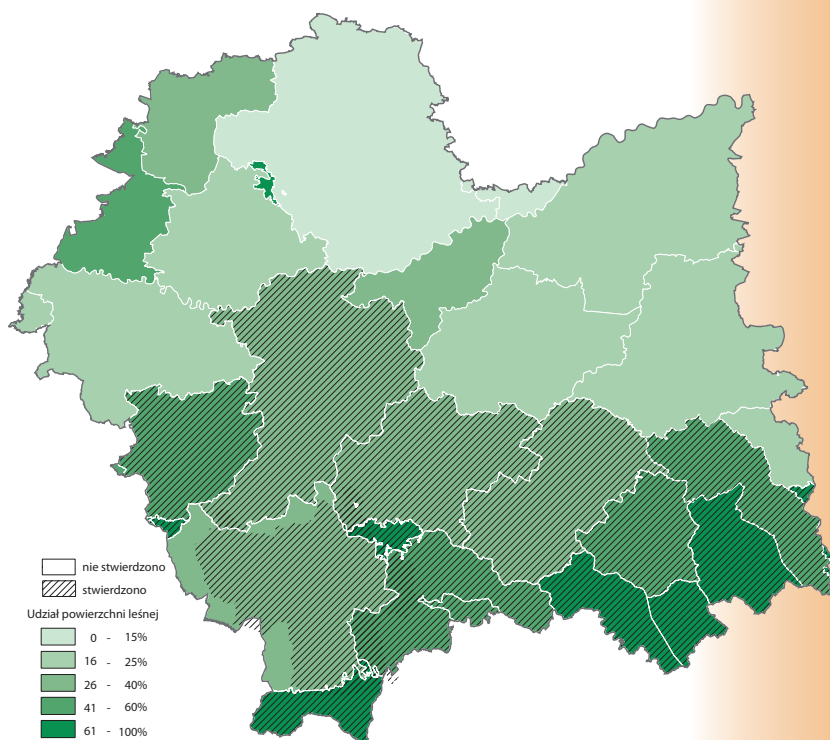 nie stwierdzono
stwierdzono
Udział powierzchni leśnej
0 - 15%
16 - 25%
26 - 40%
41 - 60%
61 - 100%